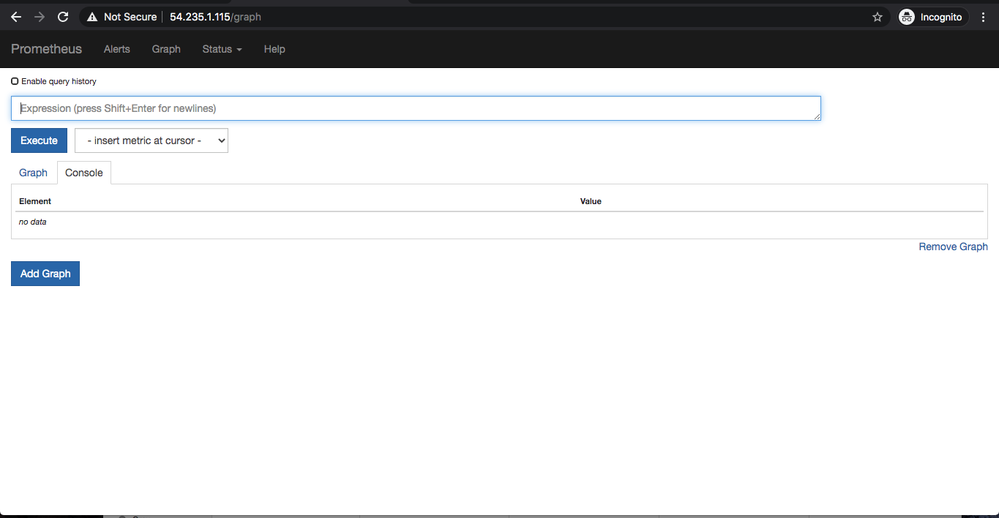 Not Secure 54.235.1.115/graph Incognito
Prometheus Alerts Graph Status Help
Enable query history
Expression (press Shift+Enter for newlines)
Execute - insert metric at cursor -
Graph Console
Element Value
no data
Remove Graph
Add Graph